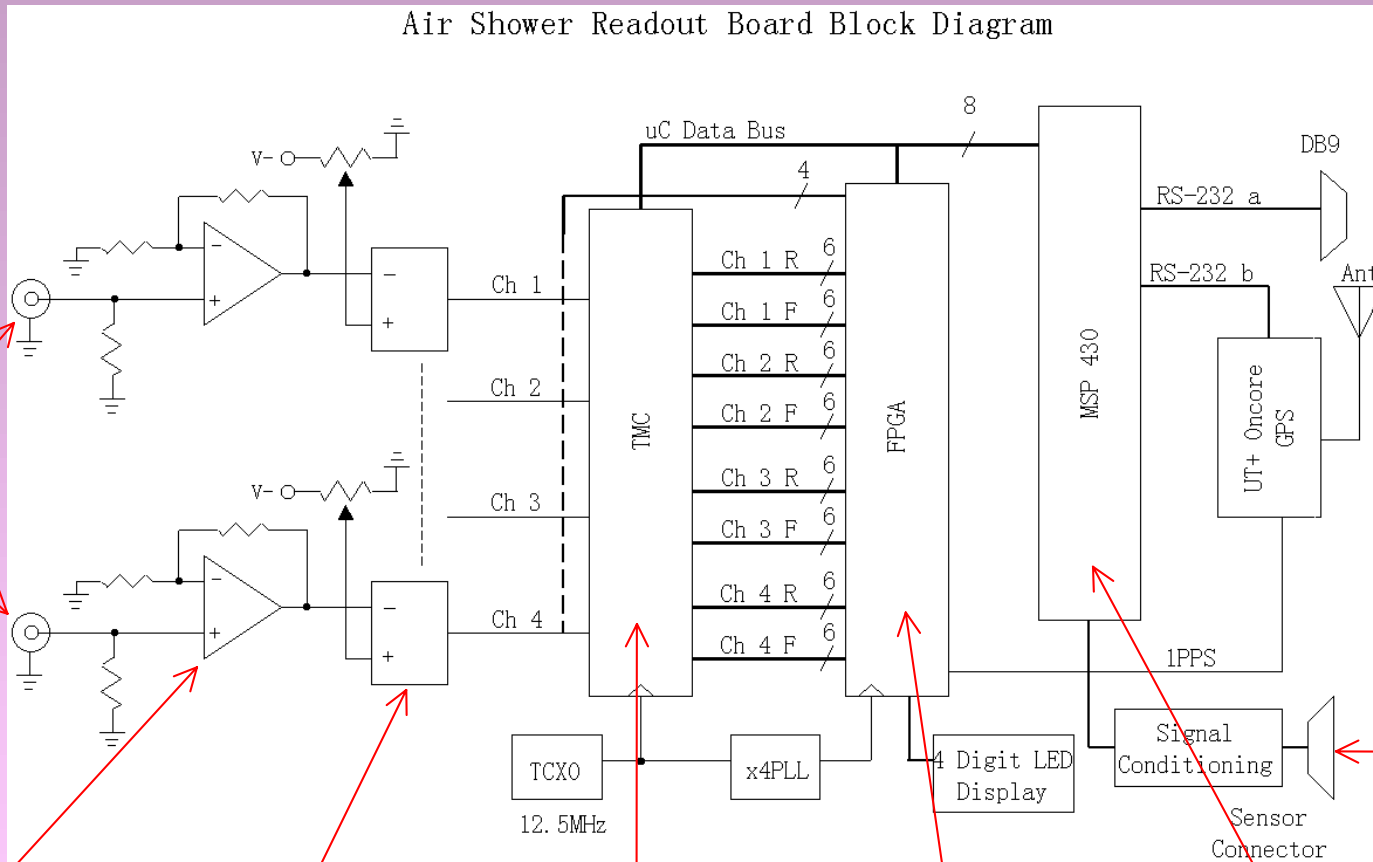 Air Shower Readout Board Block Diagram
8
uC Data Bus
DB9
V-
4
RS-232 a
-
Ch 1 R
6
-
Ch 1
RS-232 b
Ant
+
Ch 1 F
6
+
Ch 2 R
6
MSP 430
Ch 2
TMC
Ch 2 F
6
FPGA
UT+ Oncore
GPS
V-
Ch 3 R
6
Ch 3
Ch 3 F
6
-
Ch 4 R
6
-
Ch 4
+
Ch 4 F
6
+
1PPS
TCXO
x4PLL
4 Digit LED
Display
Signal
Conditioning
12.5MHz
Sensor
Connector